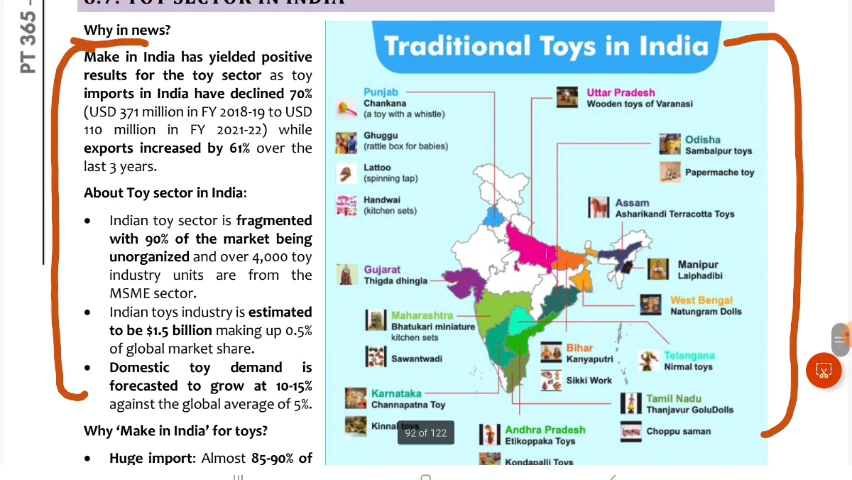 8.7. TOY SECTOR IN INDIA
PT 365 -
Why in news?
Make in India has yielded positive
results for the toy sector as toy
imports in India have declined 70%
(USD 371 million in FY 2018-19 to USD
110 million in FY 2021-22) while
exports increased by 61% over the
last 3 years.
About Toy sector in India:
• Indian toy sector is fragmented
with 90% of the market being
unorganized and over 4,000 toy
industry units are from the
MSME sector.
• Indian toys industry is estimated
to be $1.5 billion making up 0.5%
of global market share.
• Domestic toy demand is
forecasted to grow at 10-15%
against the global average of 5%.
Why 'Make in India' for toys?
• Huge import: Almost 85-90% of
Traditional Toys in India
Punjab
Chankana
(a toy with a whistle)
Ghuggu
(rattle box for babies)
Lattoo
(spinning tap)
Handwai
(kitchen sets)
Uttar Pradesh
Wooden toys of Varanasi
Odisha
Sambalpur toys
Papermache toy
Assam
Asharikandi Terracotta Toys
Manipur
Laiphadibi
Gujarat
Thigda dhingla
West Bengal
Natungram Dolls
Maharashtra
Bhatukari miniature
kitchen sets
Sawantwadi
Bihar
Kanyaputri
Sikki Work
Telangana
Nirmal toys
Karnataka
Channapatna Toy
Tamil Nadu
Thanjavur GoluDolls
Choppu saman
92 of 122
Andhra Pradesh
Etikoppaka Toys
Kondapalli Toys